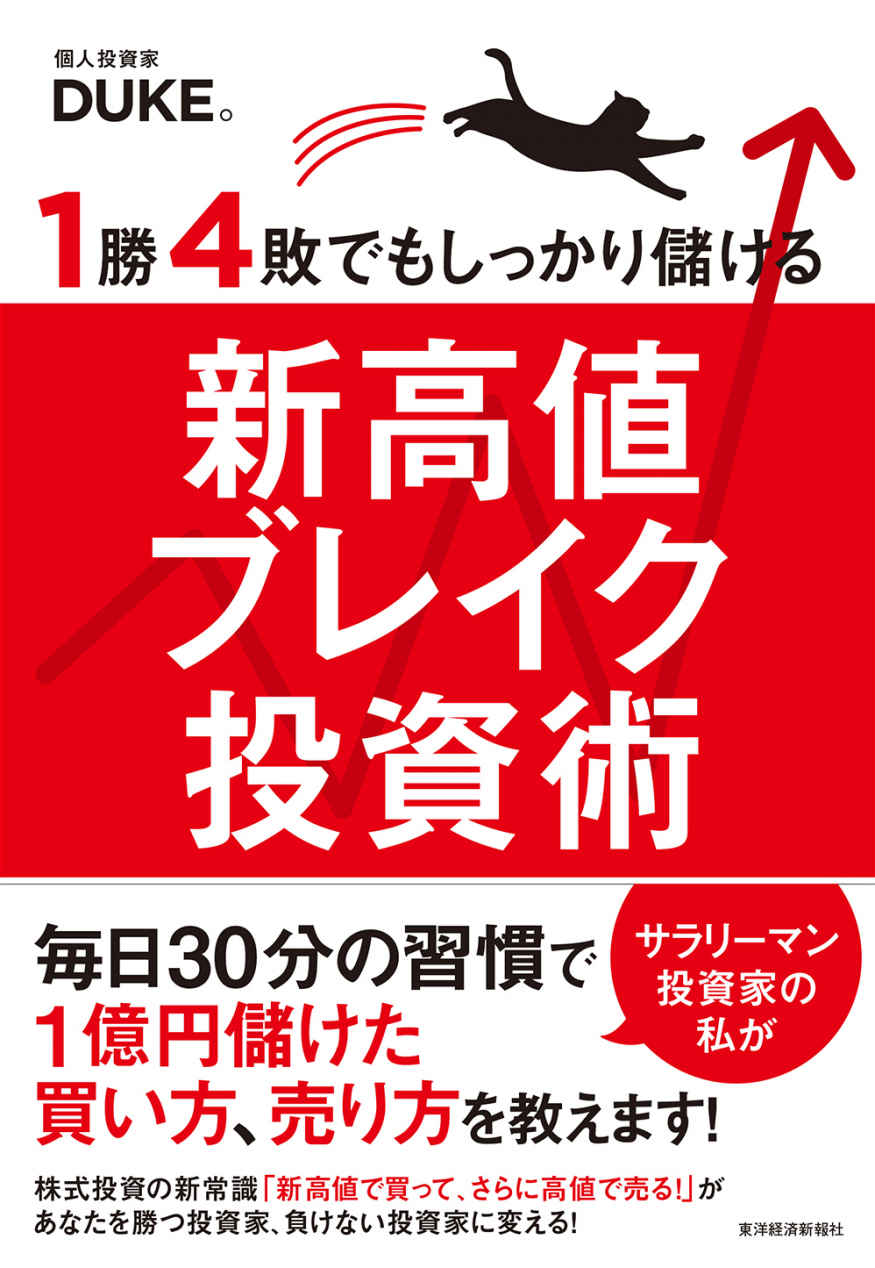 個人投資家
DUKE。
1勝4敗でもしっかり儲ける
新高値
ブレイク
投資術
毎日30分の習慣で
1億円儲けた
買い方、売り方を教えます!
サラリーマン
投資家の
私が
株式投資の新常識「新高値で買って、さらに高値で売る!」が
あなたを勝つ投資家、負けない投資家に変える!
東洋経済新報社